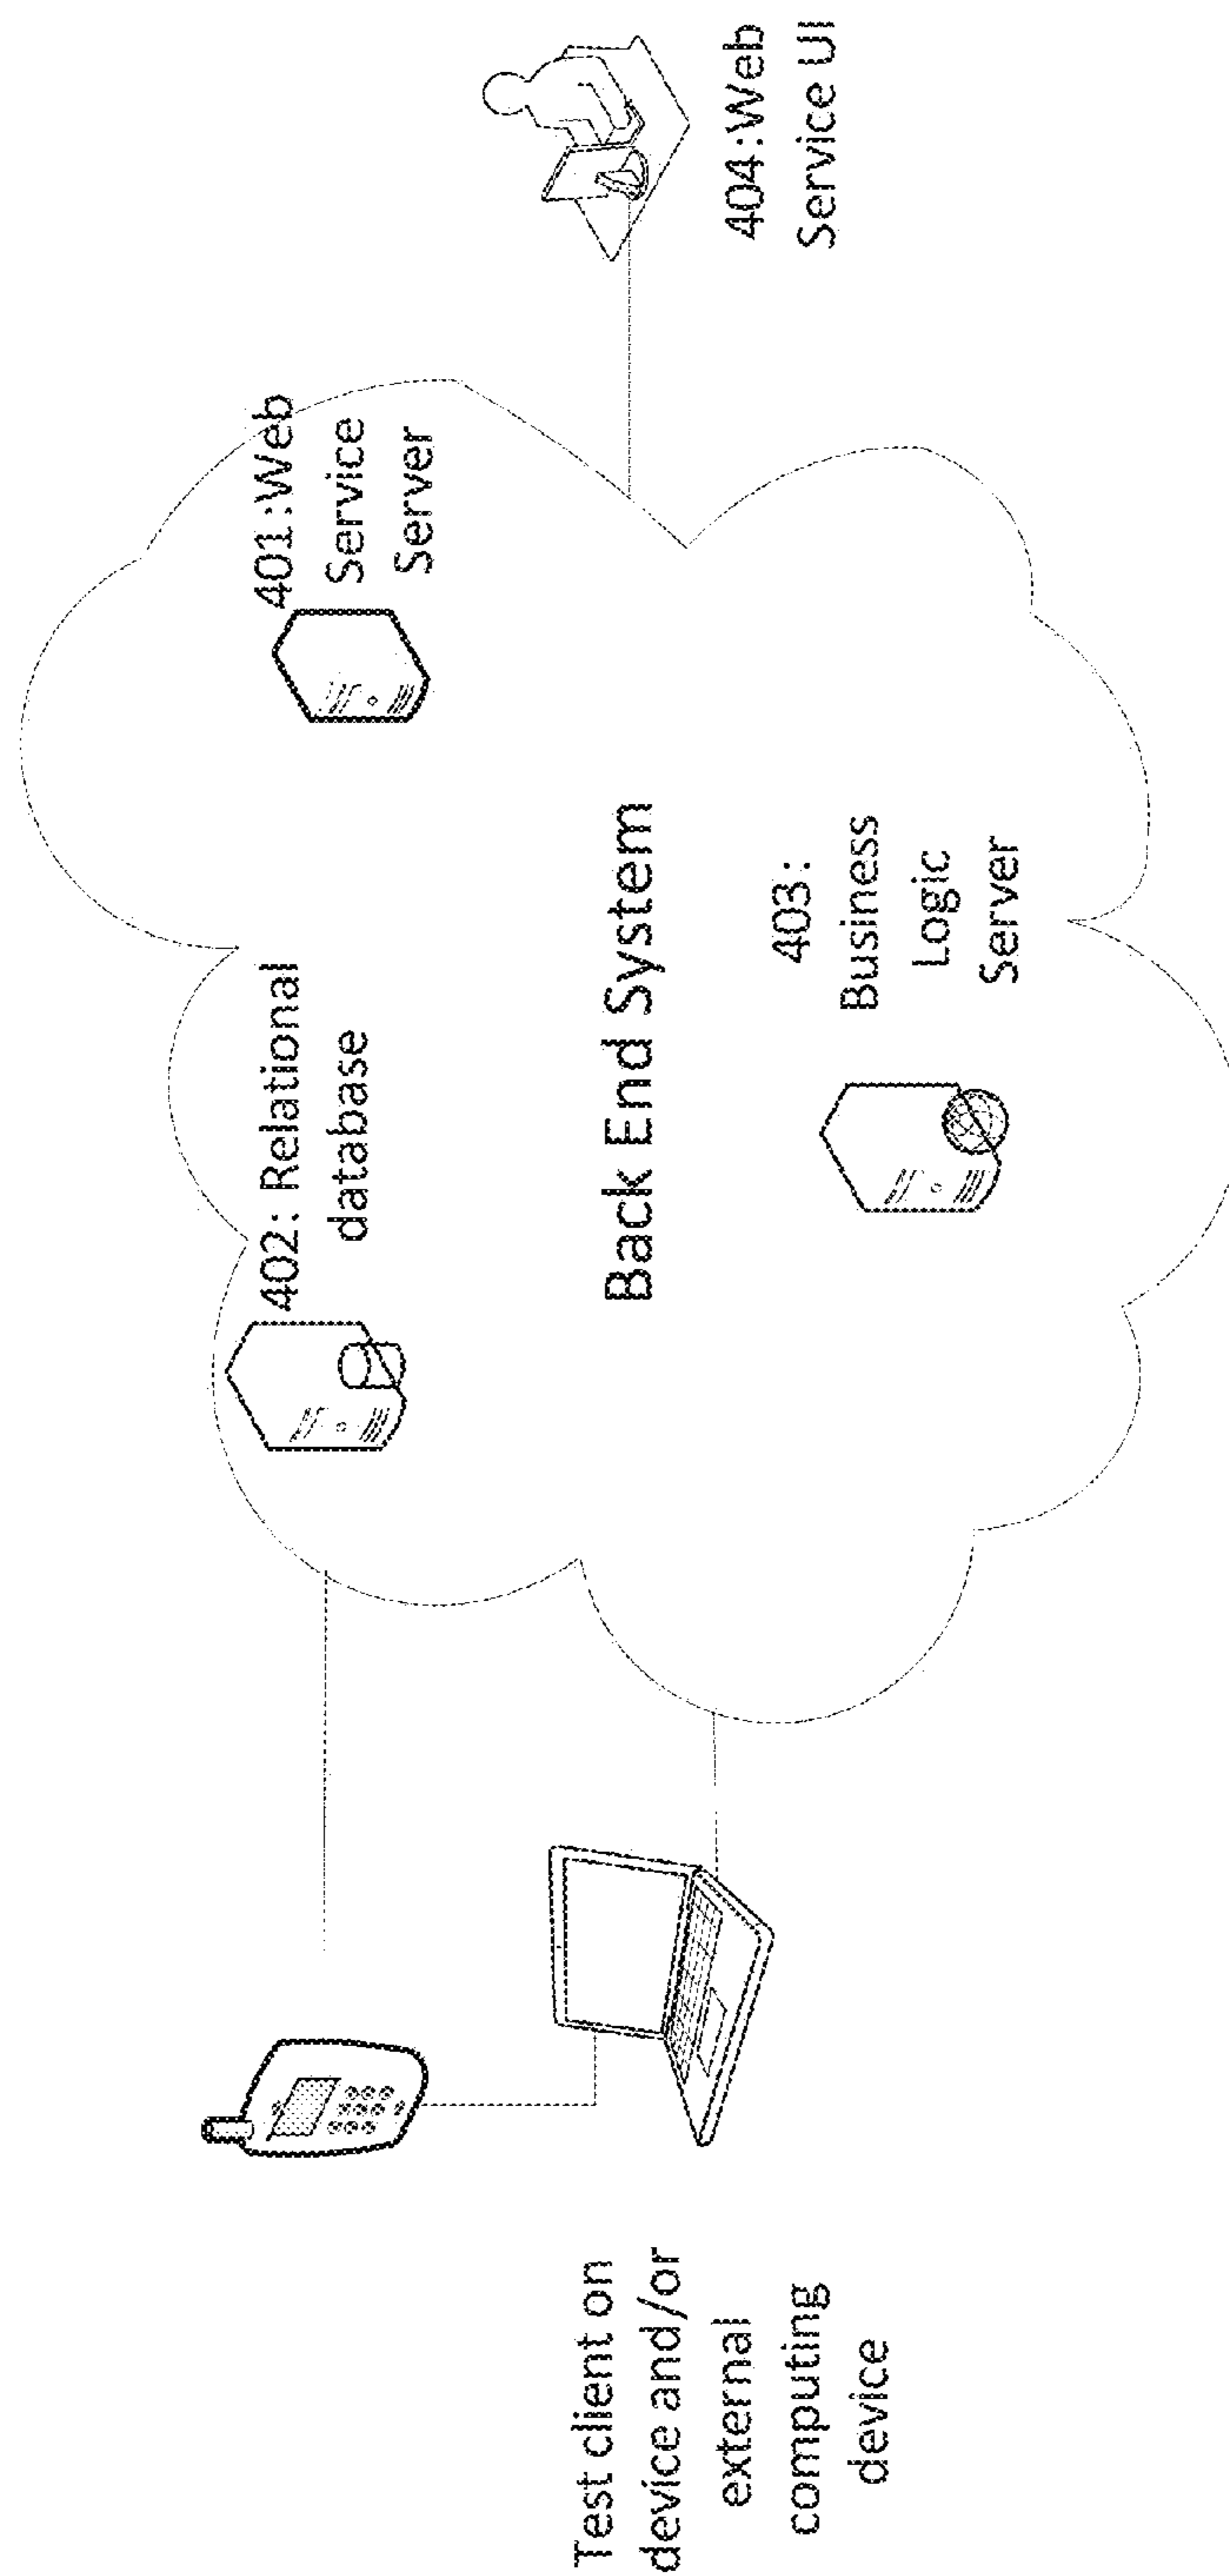 Test client on
device and/or
external
computing
device
402: Relational
database
401:Web
Service
Server
Back End System
403:
Business
Logic
Server
404:Web
Service UI